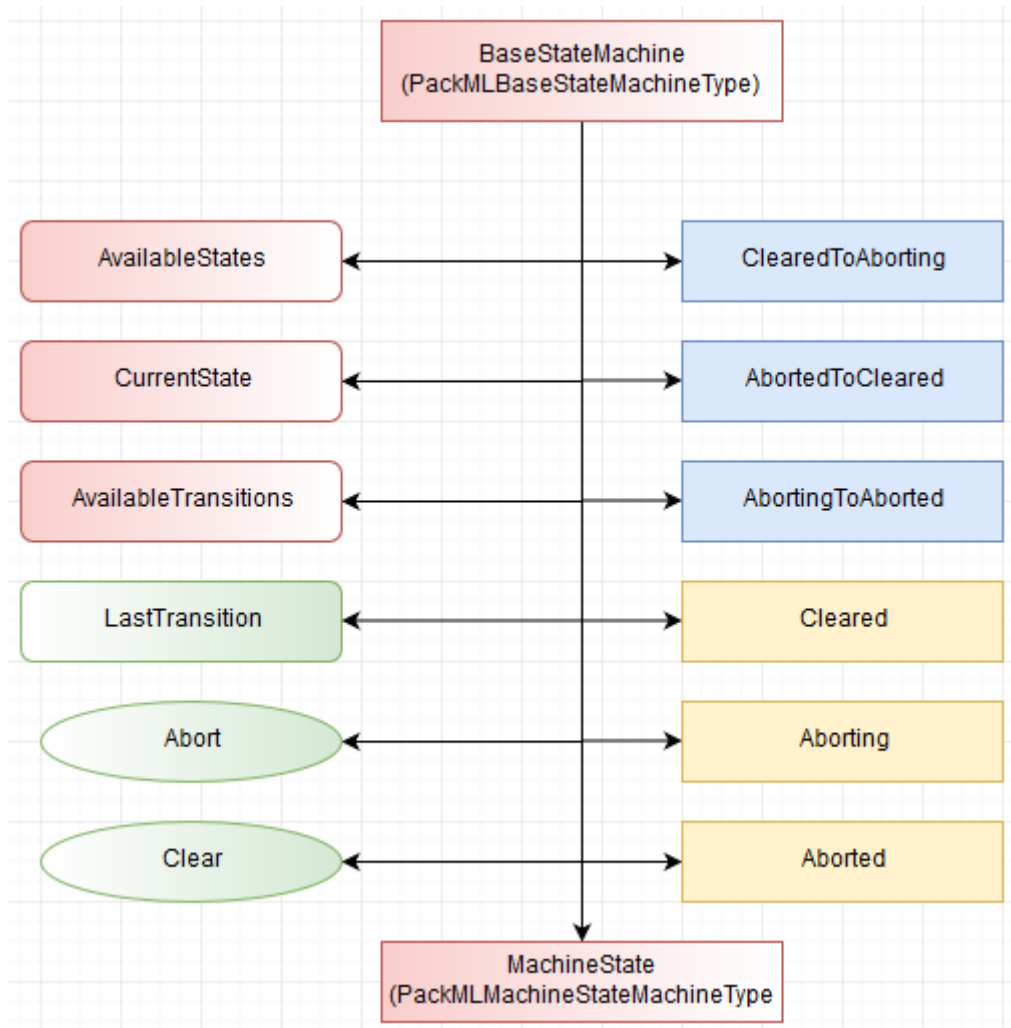 BaseStateMachine
(PackMLBaseStateMachineType)
AvailableStates
ClearedToAborting
CurrentState
AbortedToCleared
AvailableTransitions
AbortingToAborted
LastTransition
Cleared
Abort
Aborting
Clear
Aborted
MachineState
(PackMLMachineStateMachineType